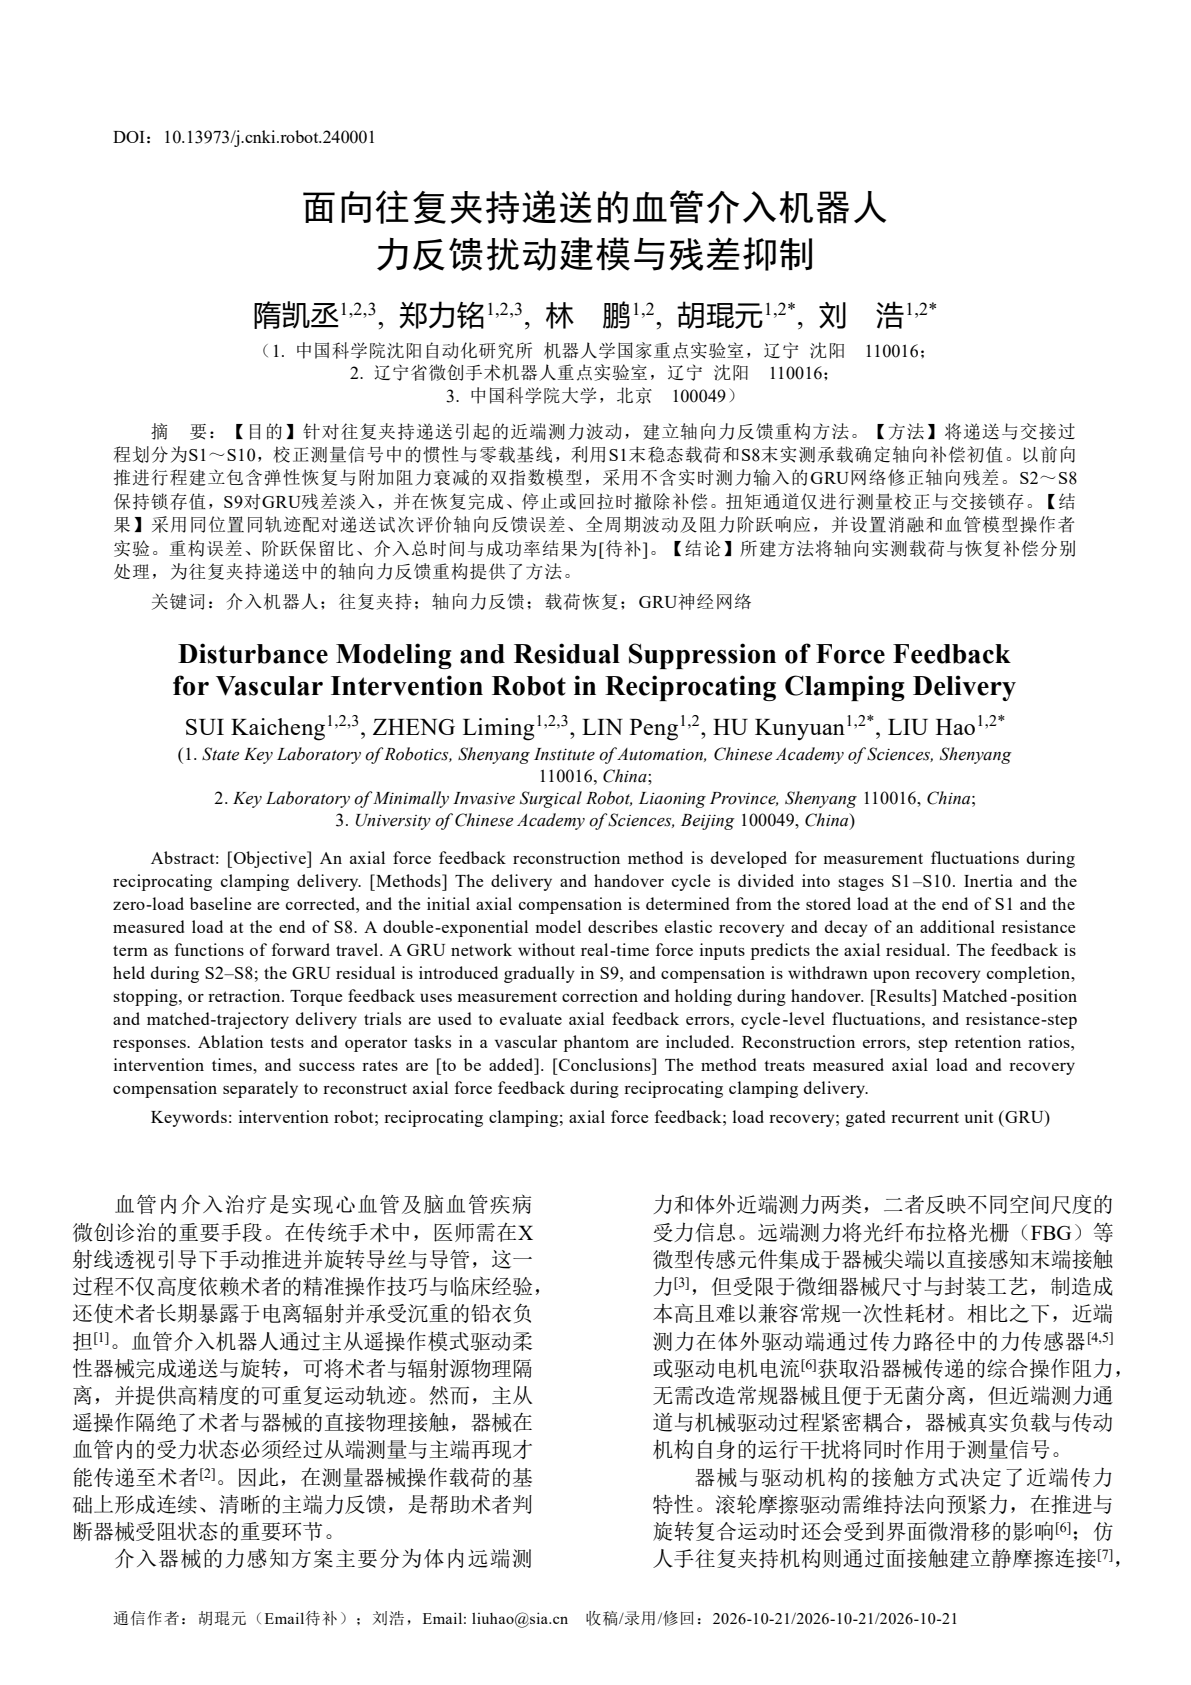 DOI：10.13973/j.cnki.robot.240001
面向往复夹持递送的血管介入机器人
力反馈扰动建模与残差抑制
隋凯丞1,2,3，郑力铭1,2,3，林　鹏1,2，胡琨元1,2*，刘　浩1,2*
（1. 中国科学院沈阳自动化研究所 机器人学国家重点实验室，辽宁 沈阳　110016；
2. 辽宁省微创手术机器人重点实验室，辽宁 沈阳　110016；
3. 中国科学院大学，北京　100049）
摘　要：【目的】针对往复夹持递送引起的近端测力波动，建立轴向力反馈重构方法。【方法】将递送与交接过
程划分为S1～S10，校正测量信号中的惯性与零载基线，利用S1末稳态载荷和S8末实测承载确定轴向补偿初值。以前向
推进行程建立包含弹性恢复与附加阻力衰减的双指数模型，采用不含实时测力输入的GRU网络修正轴向残差。S2～S8
保持锁存值，S9对GRU残差淡入，并在恢复完成、停止或回拉时撤除补偿。扭矩通道仅进行测量校正与交接锁存。【结
果】采用同位置同轨迹配对递送试次评价轴向反馈误差、全周期波动及阻力阶跃响应，并设置消融和血管模型操作者
实验。重构误差、阶跃保留比、介入总时间与成功率结果为[待补]。【结论】所建方法将轴向实测载荷与恢复补偿分别
处理，为往复夹持递送中的轴向力反馈重构提供了方法。
关键词：介入机器人；往复夹持；轴向力反馈；载荷恢复；GRU神经网络
Disturbance Modeling and Residual Suppression of Force Feedback
for Vascular Intervention Robot in Reciprocating Clamping Delivery
SUI Kaicheng1,2,3, ZHENG Liming1,2,3, LIN Peng1,2, HU Kunyuan1,2*, LIU Hao1,2*
(1. State Key Laboratory of Robotics, Shenyang Institute of Automation, Chinese Academy of Sciences, Shenyang
110016, China;
2. Key Laboratory of Minimally Invasive Surgical Robot, Liaoning Province, Shenyang 110016, China;
3. University of Chinese Academy of Sciences, Beijing 100049, China)
Abstract: [Objective] An axial force feedback reconstruction method is developed for measurement fluctuations during
reciprocating clamping delivery. [Methods] The delivery and handover cycle is divided into stages S1–S10. Inertia and the
zero-load baseline are corrected, and the initial axial compensation is determined from the stored load at the end of S1 and the
measured load at the end of S8. A double-exponential model describes elastic recovery and decay of an additional resistance
term as functions of forward travel. A GRU network without real-time force inputs predicts the axial residual. The feedback is
held during S2–S8; the GRU residual is introduced gradually in S9, and compensation is withdrawn upon recovery completion,
stopping, or retraction. Torque feedback uses measurement correction and holding during handover. [Results] Matched-position
and matched-trajectory delivery trials are used to evaluate axial feedback errors, cycle-level fluctuations, and resistance-step
responses. Ablation tests and operator tasks in a vascular phantom are included. Reconstruction errors, step retention ratios,
intervention times, and success rates are [to be added]. [Conclusions] The method treats measured axial load and recovery
compensation separately to reconstruct axial force feedback during reciprocating clamping delivery.
Keywords: intervention robot; reciprocating clamping; axial force feedback; load recovery; gated recurrent unit (GRU)
血管内介入治疗是实现心血管及脑血管疾病
微创诊治的重要手段。在传统手术中，医师需在X
射线透视引导下手动推进并旋转导丝与导管，这一
过程不仅高度依赖术者的精准操作技巧与临床经验，
还使术者长期暴露于电离辐射并承受沉重的铅衣负
担[1]。血管介入机器人通过主从遥操作模式驱动柔
性器械完成递送与旋转，可将术者与辐射源物理隔
离，并提供高精度的可重复运动轨迹。然而，主从
遥操作隔绝了术者与器械的直接物理接触，器械在
血管内的受力状态必须经过从端测量与主端再现才
能传递至术者[2]。因此，在测量器械操作载荷的基
础上形成连续、清晰的主端力反馈，是帮助术者判
断器械受阻状态的重要环节。
介入器械的力感知方案主要分为体内远端测
力和体外近端测力两类，二者反映不同空间尺度的
受力信息。远端测力将光纤布拉格光栅（FBG）等
微型传感元件集成于器械尖端以直接感知末端接触
力[3]，但受限于微细器械尺寸与封装工艺，制造成
本高且难以兼容常规一次性耗材。相比之下，近端
测力在体外驱动端通过传力路径中的力传感器[4,5]
或驱动电机电流[6]获取沿器械传递的综合操作阻力，
无需改造常规器械且便于无菌分离，但近端测力通
道与机械驱动过程紧密耦合，器械真实负载与传动
机构自身的运行干扰将同时作用于测量信号。
器械与驱动机构的接触方式决定了近端传力
特性。滚轮摩擦驱动需维持法向预紧力，在推进与
旋转复合运动时还会受到界面微滑移的影响[6]；仿
人手往复夹持机构则通过面接触建立静摩擦连接[7]，
通信作者：胡琨元（Email待补）；刘浩，Email: liuhao@sia.cn　收稿/录用/修回：2026-10-21/2026-10-21/2026-10-21